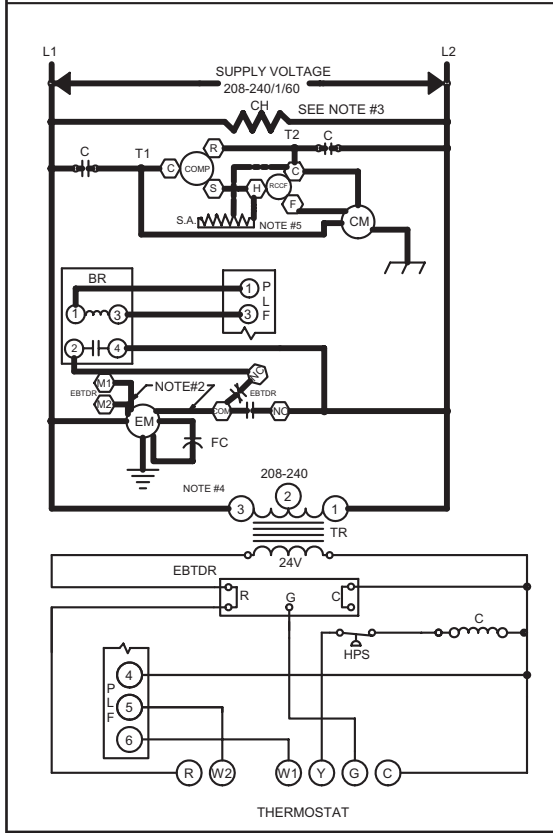 L1 L2
SUPPLY VOLTAGE
208-240/1/60
CH SEE NOTE #3
C T1 R T2 C
C COMP C
S H RCCF
F
S.A. NOTE #5 CM
BR
1 P
1 3 L
3 F
2 4
M1 NOTE#2 NC
EBTDR EBTDR
M2 COM NO
EM
FC
208-240
NOTE #4 2
3 1
TR
24V
EBTDR
R G C
C
HPS
4
P
L 5
F
6
R W2 W1 Y G C
THERMOSTAT